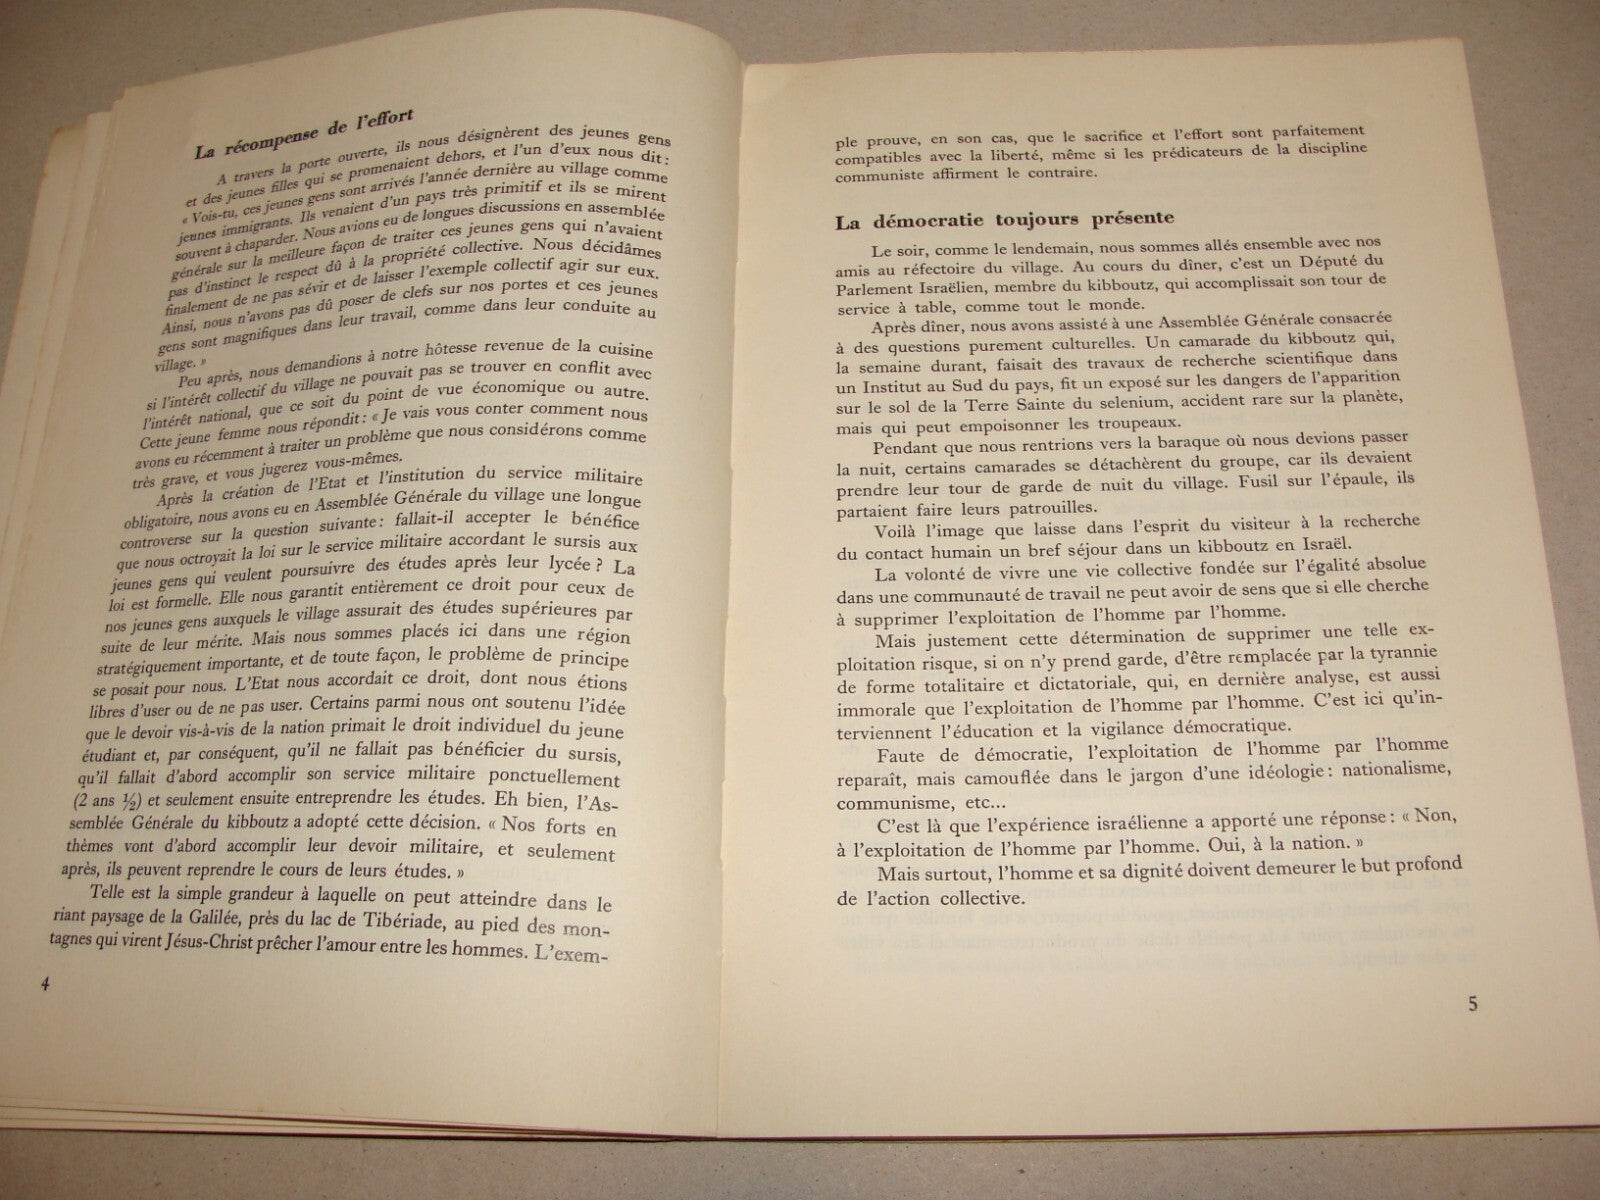 La récompense de l'effort
A travers la porte ouverte, ils nous désignèrent des jeunes gens
et des jeunes filles qui se promenaient dehors, et l'un d'eux nous dit :
« Vois-tu, ces jeunes gens sont arrivés l'année dernière au village comme
jeunes immigrants. Ils venaient d'un pays très primitif et ils se mirent
souvent à chaparder. Nous avions eu de longues discussions en assemblée
générale sur la meilleure façon de traiter ces jeunes gens qui n'avaient
pas d'instinct le respect dû à la propriété collective. Nous décidâmes
finalement de ne pas sévir et de laisser l'exemple collectif agir sur eux.
Ainsi, nous n'avons pas dû poser de clefs sur nos portes et ces jeunes
gens sont magnifiques dans leur travail, comme dans leur conduite au
village. »
Peu après, nous demandions à notre hôtesse revenue de la cuisine
si l'intérêt collectif du village ne pouvait pas se trouver en conflit avec
l'intérêt national, que ce soit du point de vue économique ou autre.
Cette jeune femme nous répondit : « Je vais vous conter comment nous
avons eu récemment à traiter un problème que nous considérons comme
très grave, et vous jugerez vous-mêmes.
Après la création de l'Etat et l'institution du service militaire
obligatoire, nous avons eu en Assemblée Générale du village une longue
controverse sur la question suivante : fallait-il accepter le bénéfice
que nous octroyait la loi sur le service militaire accordant le sursis aux
jeunes gens qui veulent poursuivre des études après leur lycée ? La
loi est formelle. Elle nous garantit entièrement ce droit pour ceux de
nos jeunes gens auxquels le village assurait des études supérieures par
suite de leur mérite. Mais nous sommes placés ici dans une région
stratégiquement importante, et de toute façon, le problème de principe
se posait pour nous. L'Etat nous accordait ce droit, dont nous étions
libres d'user ou de ne pas user. Certains parmi nous ont soutenu l'idée
que le devoir vis-à-vis de la nation primait le droit individuel du jeune
étudiant et, par conséquent, qu'il ne fallait pas bénéficier du sursis,
qu'il fallait d'abord accomplir son service militaire ponctuellement
(2 ans ½) et seulement ensuite entreprendre les études. Eh bien, l'As-
semblée Générale du kibboutz a adopté cette décision. « Nos forts en
thèmes vont d'abord accomplir leur devoir militaire, et seulement
après, ils peuvent reprendre le cours de leurs études. »
Telle est la simple grandeur à laquelle on peut atteindre dans le
riant paysage de la Galilée, près du lac de Tibériade, au pied des mon-
tagnes qui virent Jésus-Christ prêcher l'amour entre les hommes. L'exem-
4
ple prouve, en son cas, que le sacrifice et l'effort sont parfaitement
compatibles avec la liberté, même si les prédicateurs de la discipline
communiste affirment le contraire.
La démocratie toujours présente
Le soir, comme le lendemain, nous sommes allés ensemble avec nos
amis au réfectoire du village. Au cours du dîner, c'est un Député du
Parlement Israëlien, membre du kibboutz, qui accomplissait son tour de
service à table, comme tout le monde.
Après dîner, nous avons assisté à une Assemblée Générale consacrée
à des questions purement culturelles. Un camarade du kibboutz qui,
la semaine durant, faisait des travaux de recherche scientifique dans
un Institut au Sud du pays, fit un exposé sur les dangers de l'apparition
sur le sol de la Terre Sainte du selenium, accident rare sur la planète,
mais qui peut empoisonner les troupeaux.
Pendant que nous rentrions vers la baraque où nous devions passer
la nuit, certains camarades se détachèrent du groupe, car ils devaient
prendre leur tour de garde de nuit du village. Fusil sur l'épaule, ils
partaient faire leurs patrouilles.
Voilà l'image que laisse dans l'esprit du visiteur à la recherche
du contact humain un bref séjour dans un kibboutz en Israël.
La volonté de vivre une vie collective fondée sur l'égalité absolue
dans une communauté de travail ne peut avoir de sens que si elle cherche
à supprimer l'exploitation de l'homme par l'homme.
Mais justement cette détermination de supprimer une telle ex-
ploitation risque, si on n'y prend garde, d'être remplacée par la tyrannie
de forme totalitaire et dictatoriale, qui, en dernière analyse, est aussi
immorale que l'exploitation de l'homme par l'homme. C'est ici qu'in-
terviennent l'éducation et la vigilance démocratique.
Faute de démocratie, l'exploitation de l'homme par l'homme
reparaît, mais camouflée dans le jargon d'une idéologie : nationalisme,
communisme, etc...
C'est là que l'expérience israélienne a apporté une réponse : « Non,
à l'exploitation de l'homme par l'homme. Oui, à la nation. »
Mais surtout, l'homme et sa dignité doivent demeurer le but profond
de l'action collective.
5